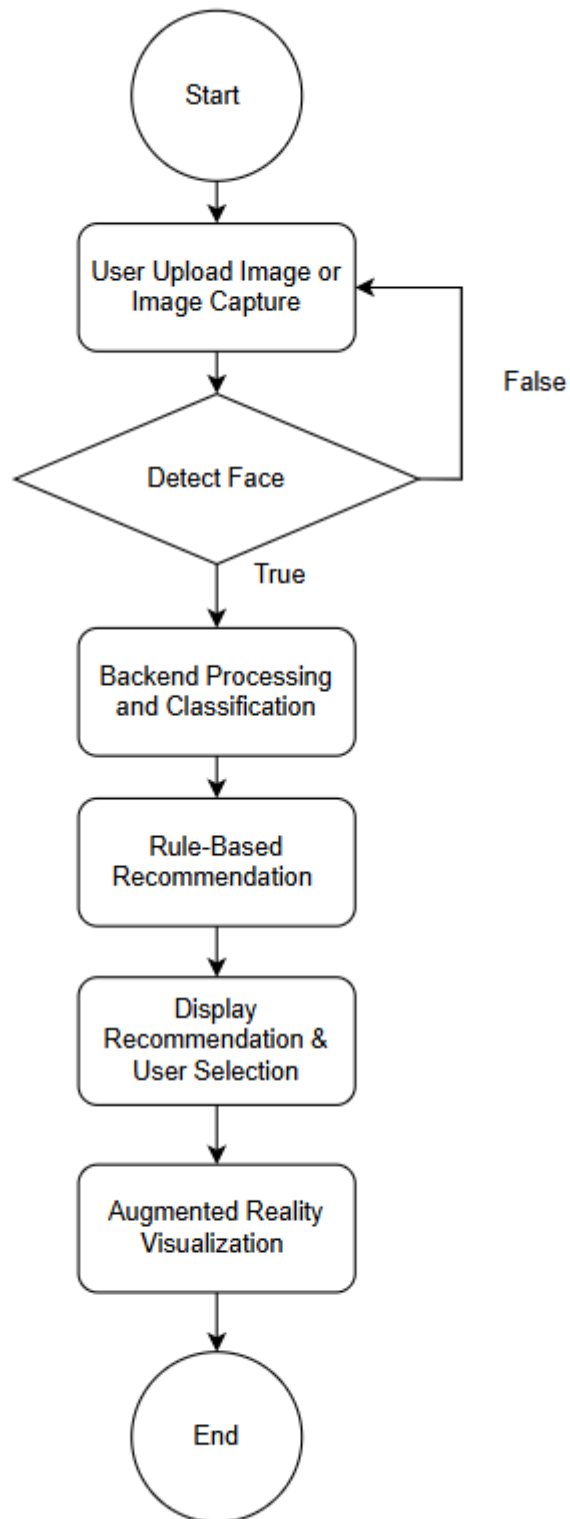 Start
User Upload Image or
Image Capture
False
Detect Face
True
Backend Processing
and Classification
Rule-Based
Recommendation
Display
Recommendation &
User Selection
Augmented Reality
Visualization
End